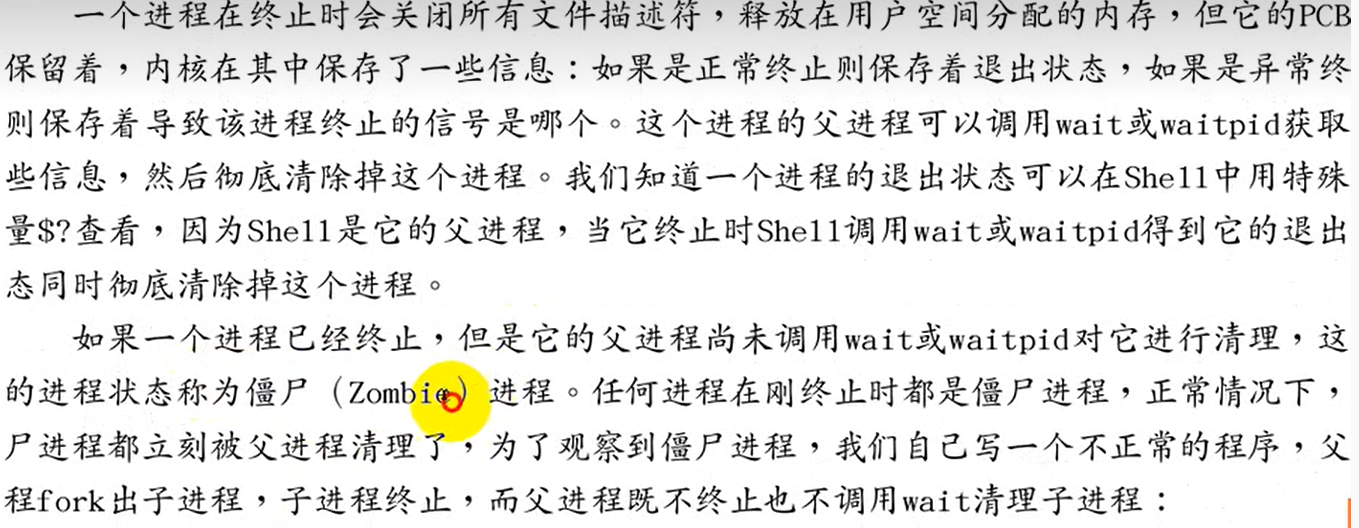 一个进程在终止时会关闭所有文件描述符，释放在用户空间分配的内存，但它的PCB
保留着，内核在其中保存了一些信息：如果是正常终止则保存着退出状态，如果是异常终
则保存着导致该进程终止的信号是哪个。这个进程的父进程可以调用wait或waitpid获取
些信息，然后彻底清除掉这个进程。我们知道一个进程的退出状态可以在Shell中用特殊
量$?查看，因为Shell是它的父进程，当它终止时Shell调用wait或waitpid得到它的退出
态同时彻底清除掉这个进程。
如果一个进程已经终止，但是它的父进程尚未调用wait或waitpid对它进行清理，这
的进程状态称为僵尸（Zombie）进程。任何进程在刚终止时都是僵尸进程，正常情况下，
尸进程都立刻被父进程清理了，为了观察到僵尸进程，我们自己写一个不正常的程序，父
程fork出子进程，子进程终止，而父进程既不终止也不调用wait清理子进程：